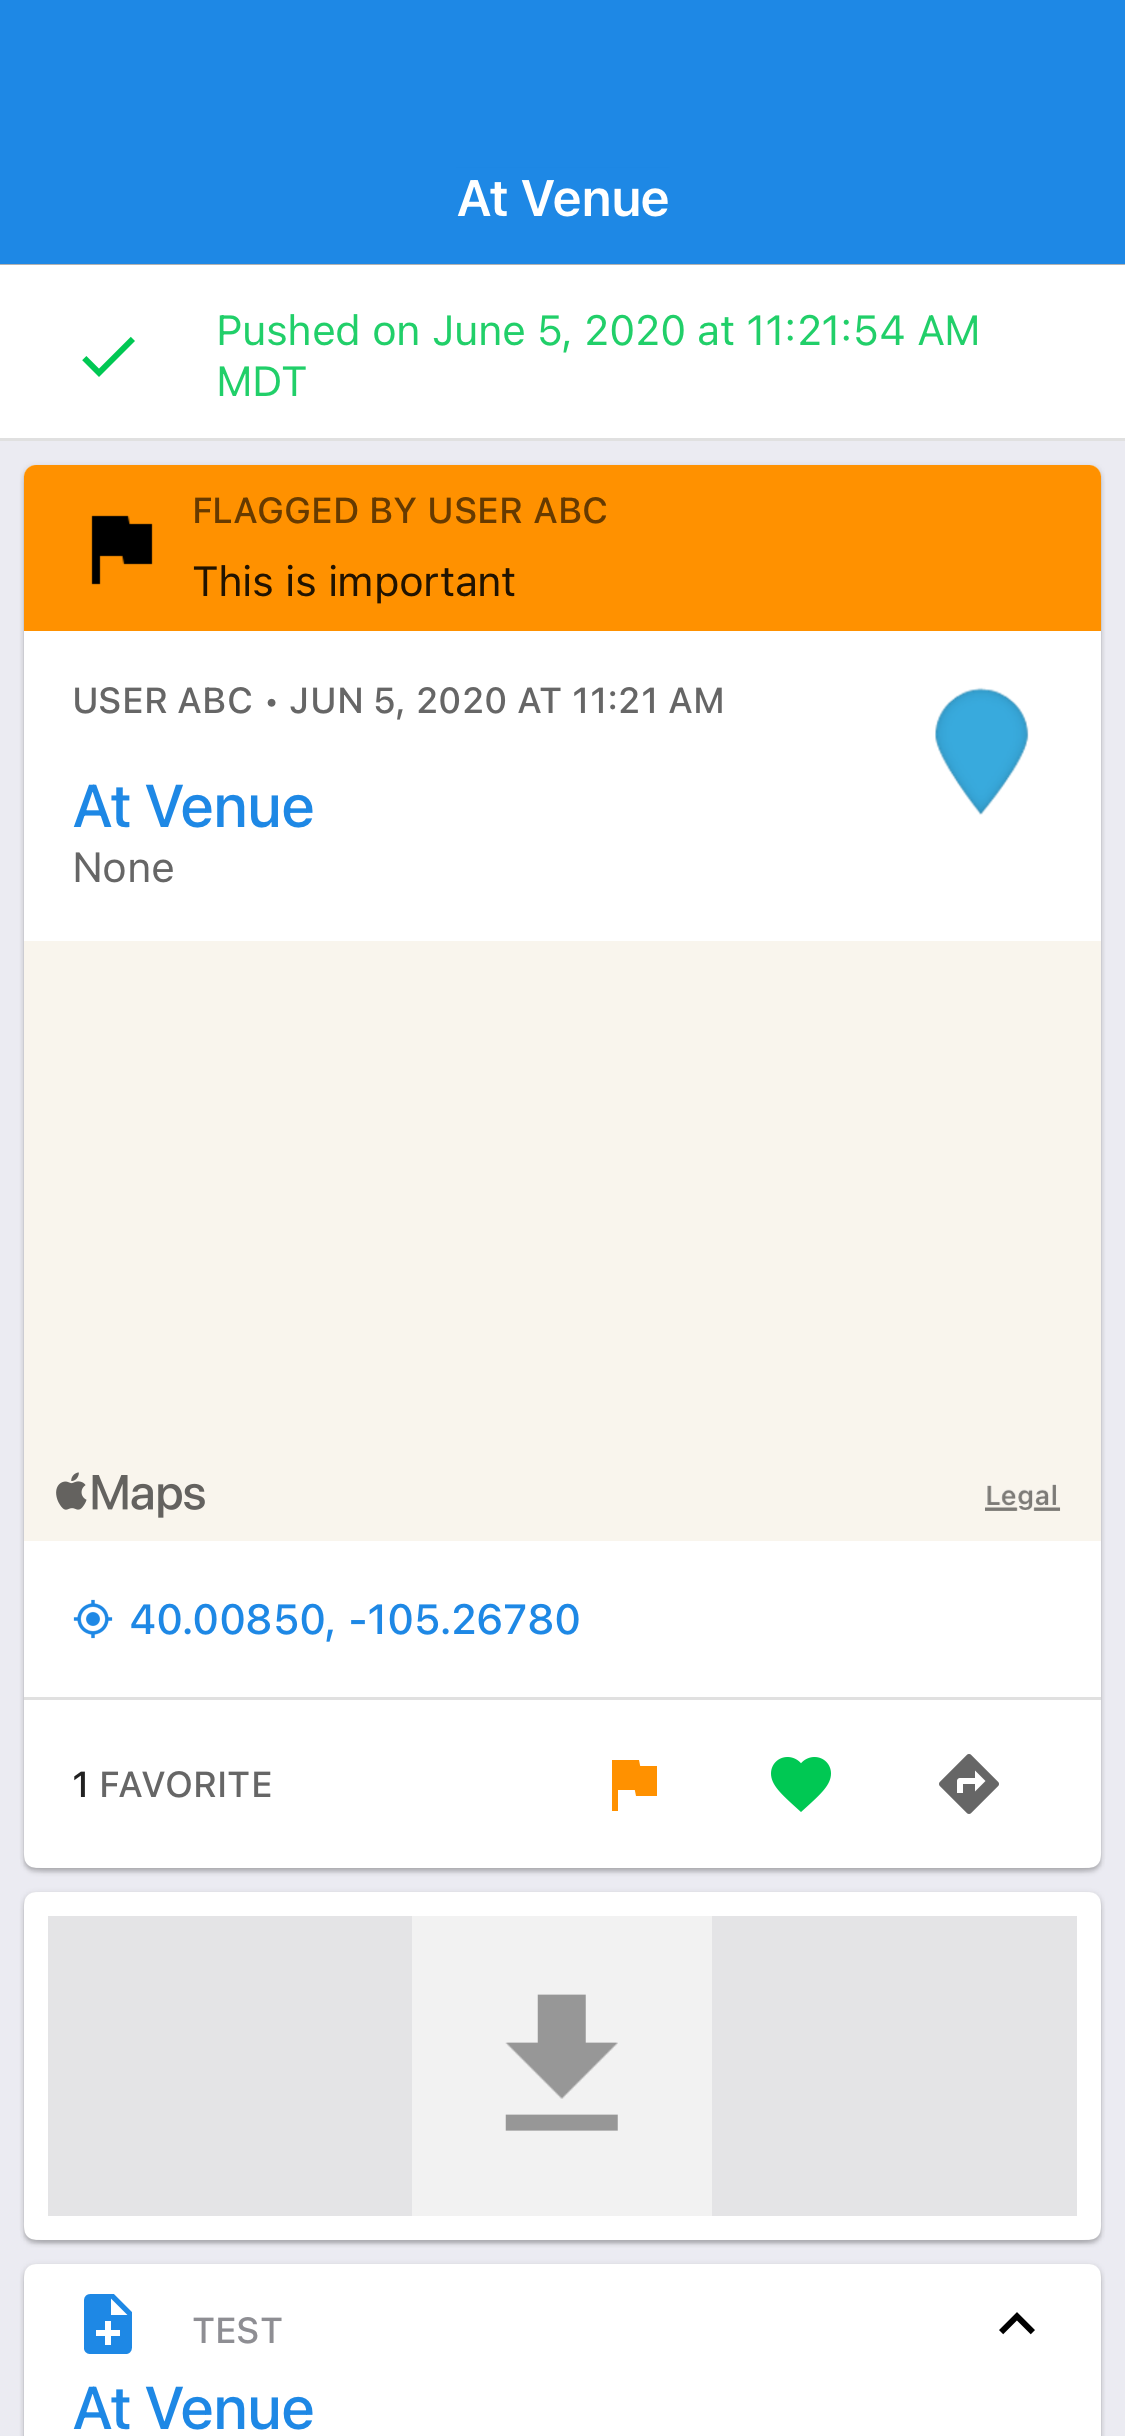 At Venue
Pushed on June 5, 2020 at 11:21:54 AM
MDT
FLAGGED BY USER ABC
This is important
USER ABC • JUN 5, 2020 AT 11:21 AM
At Venue
None
Maps
Legal
40.00850, -105.26780
1 FAVORITE
TEST
At Venue